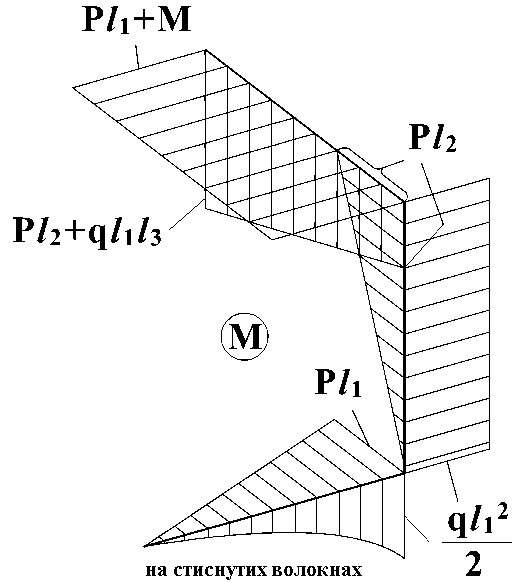 Pl₁+M
Pl₂
Pl₂+ql₁l₃
M
Pl₁
ql₁²
2
на стиснутих волокнах